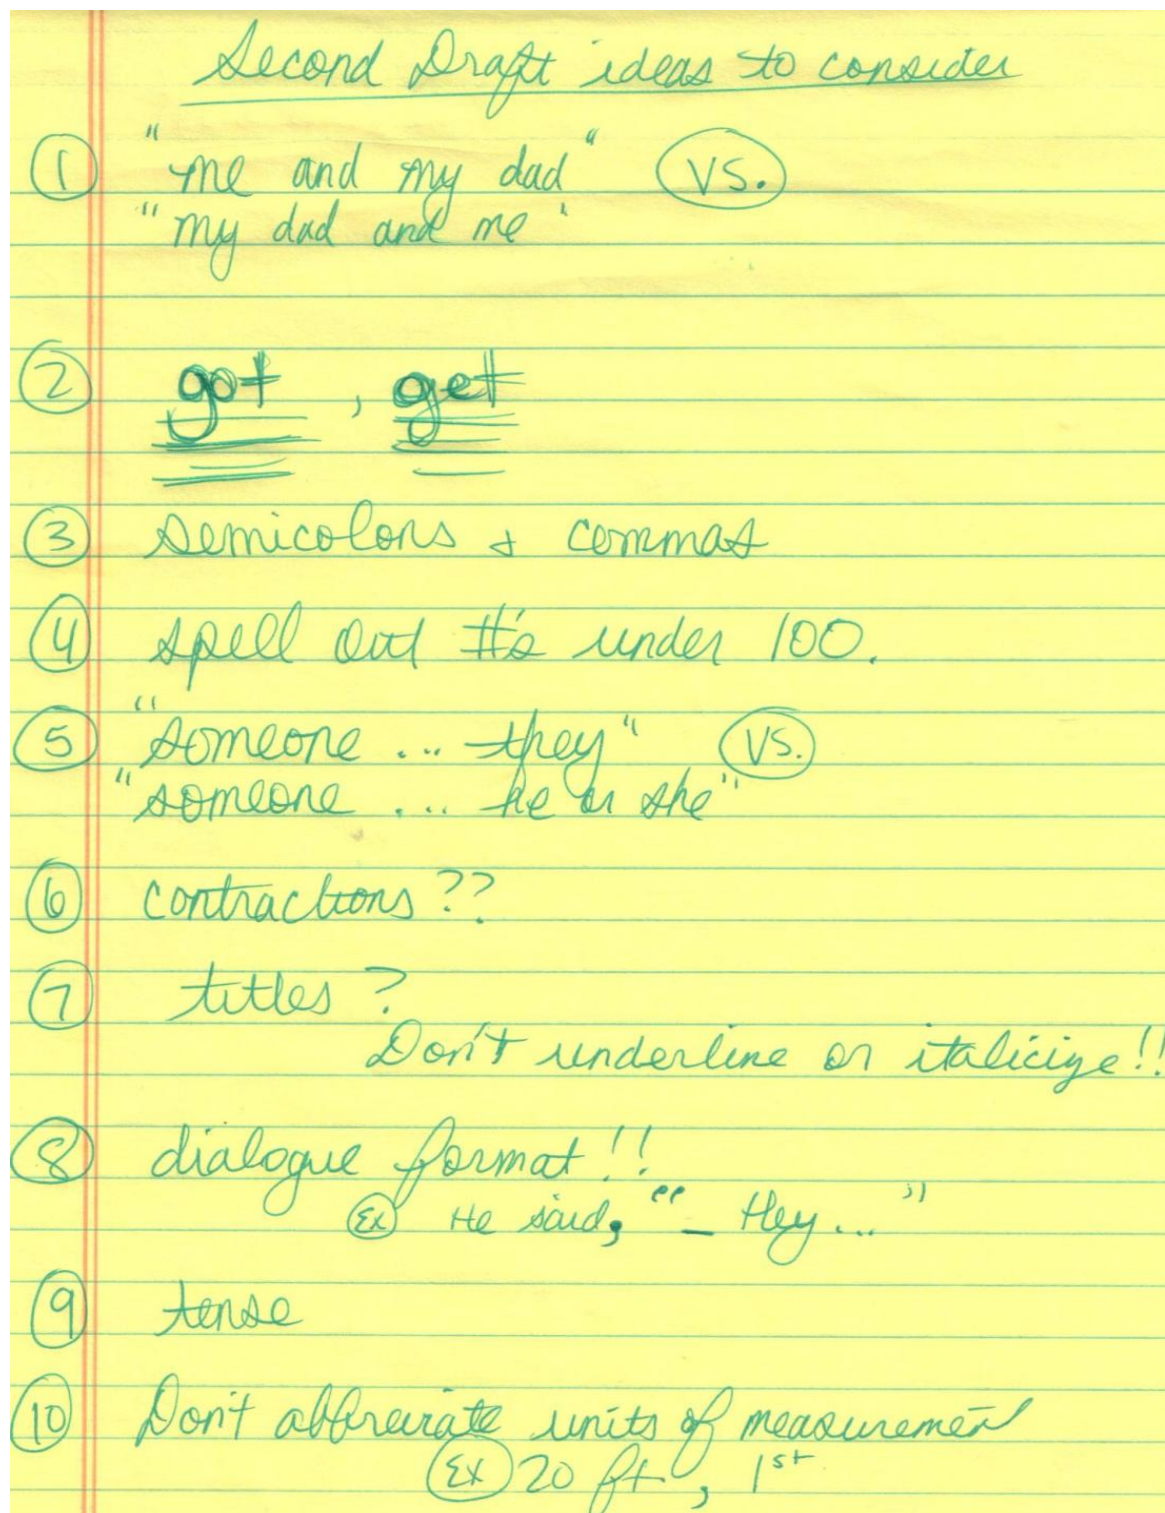 Second Draft ideas to consider
① "me and my dad" VS.
"my dad and me"
② got, get
③ semicolons & commas
④ spell out #'s under 100.
⑤ "someone ... they" VS.
"someone .... he or she"
⑥ contractions??
⑦ titles?
Don't underline or italicize!!
⑧ dialogue format!!
Ex He said, "_ Hey..."
⑨ tense
⑩ Don't abbreviate units of measurement
Ex 20 ft, 1st